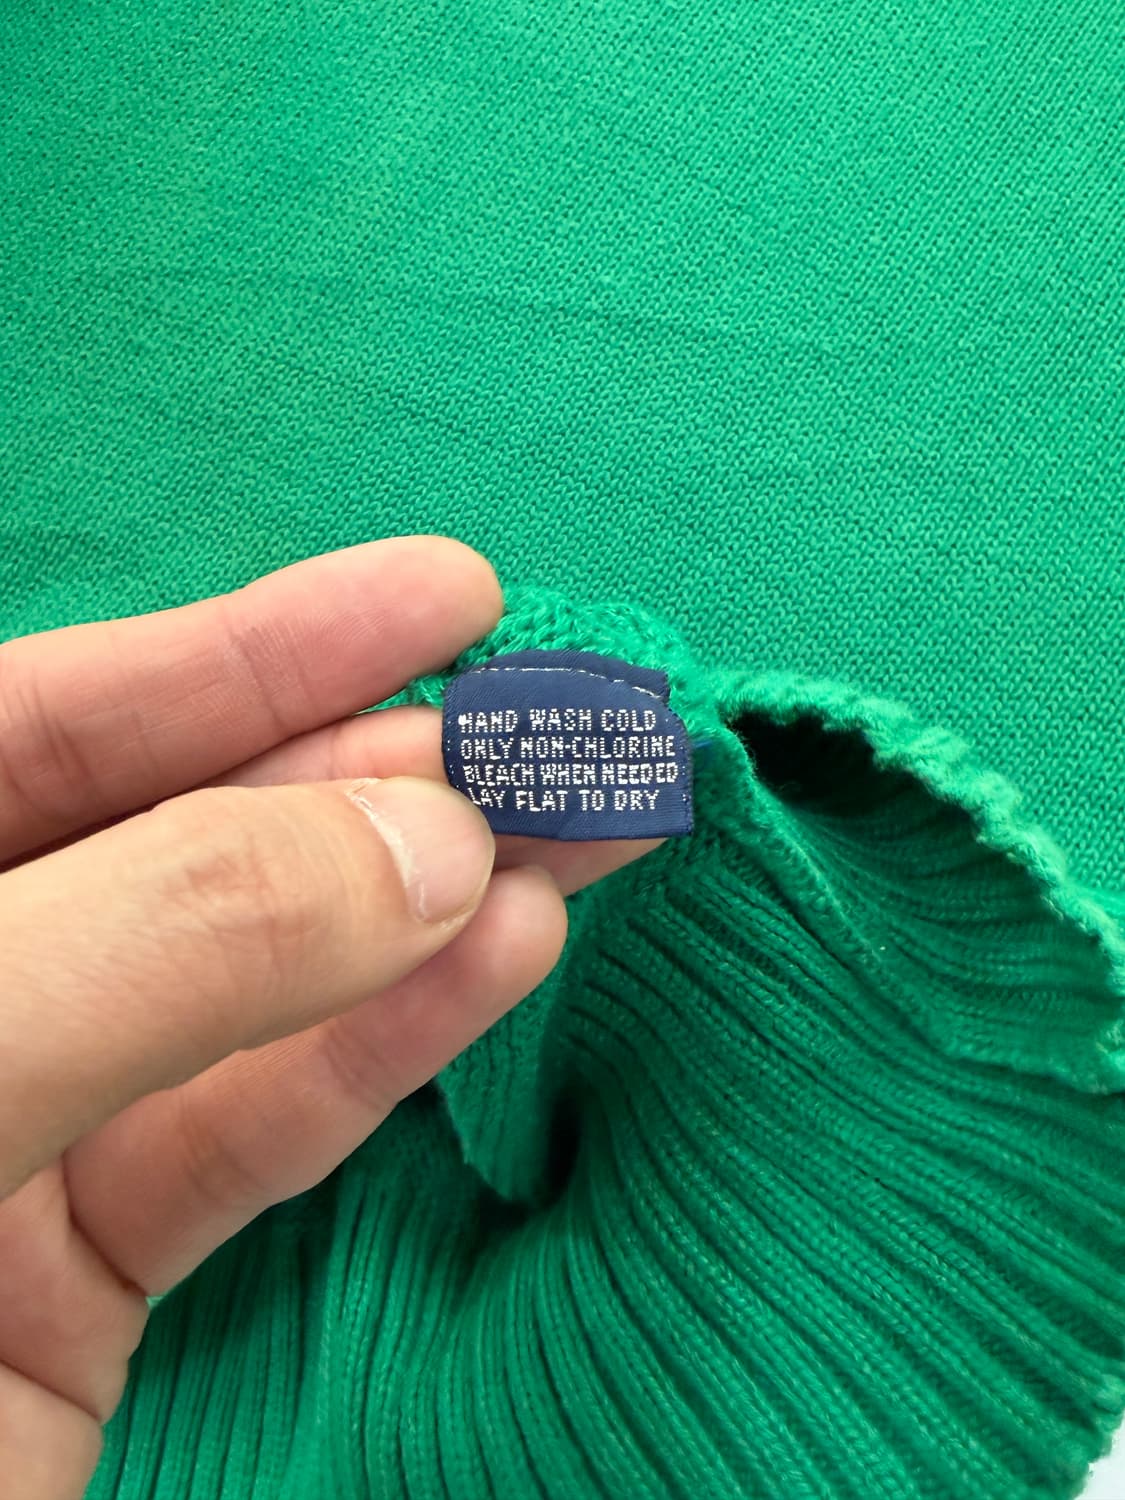 HAND WASH COLD
ONLY NON-CHLORINE
BLEACH WHEN NEEDED
LAY FLAT TO DRY